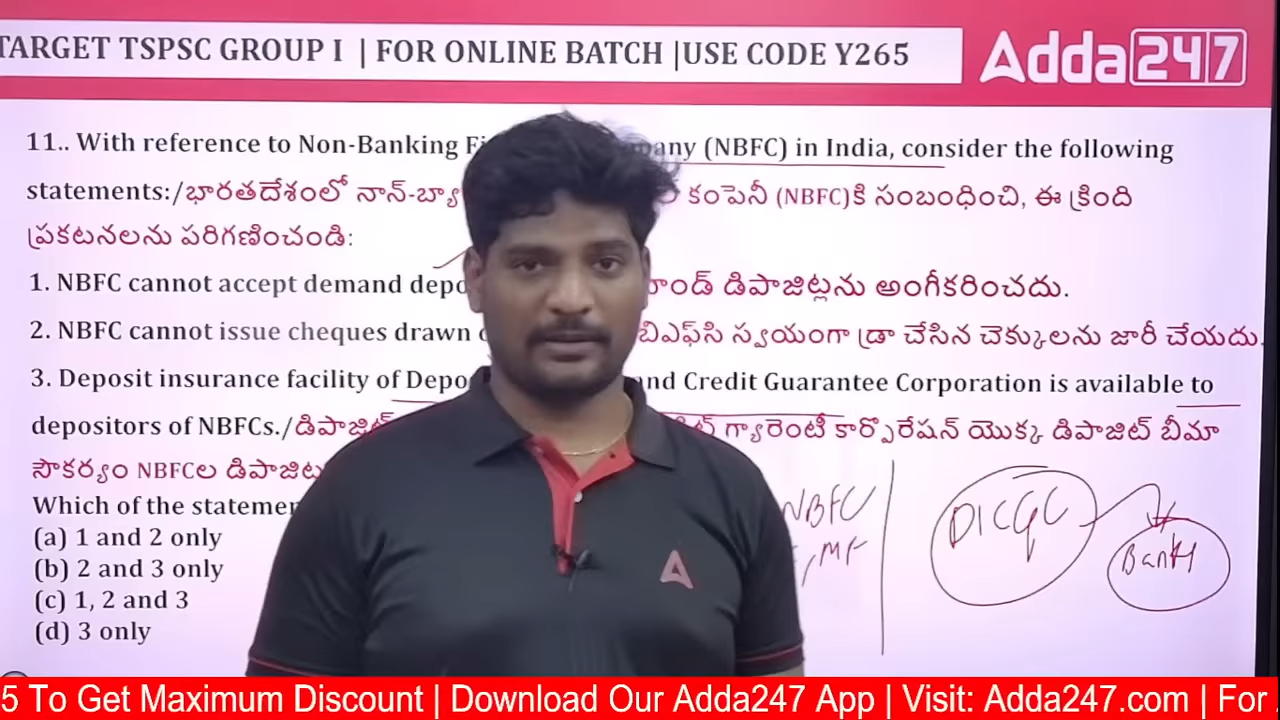 TARGET TSPSC GROUP I | FOR ONLINE BATCH |USE CODE Y265
Adda247
11.. With reference to Non-Banking (NBFC) in India, consider the following
statements:/భారతదేశంలో నాన్-బ్యా కంపెనీ (NBFC)కి సంబంధించి, ఈ క్రింది
ప్రకటనలను పరిగణించండి:
1. NBFC cannot accept demand డిపాజిట్లను అంగీకరించదు.
2. NBFC cannot issue cheques drawn బిఎఫ్‌సి స్వయంగా డ్రా చేసిన చెక్కులను జారీ చేయదు.
3. Deposit insurance facility of and Credit Guarantee Corporation is available to
depositors of NBFCs./డిపాజిట్ గ్యారెంటీ కార్పొరేషన్ యొక్క డిపాజిట్ బీమా
సౌకర్యం NBFCల
Which of the
(a) 1 and 2 only
(b) 2 and 3 only
(c) 1, 2 and 3
(d) 3 only
NBFC
MF
DICGC
Bank
5 To Get Maximum Discount | Download Our Adda247 App | Visit: Adda247.com | For